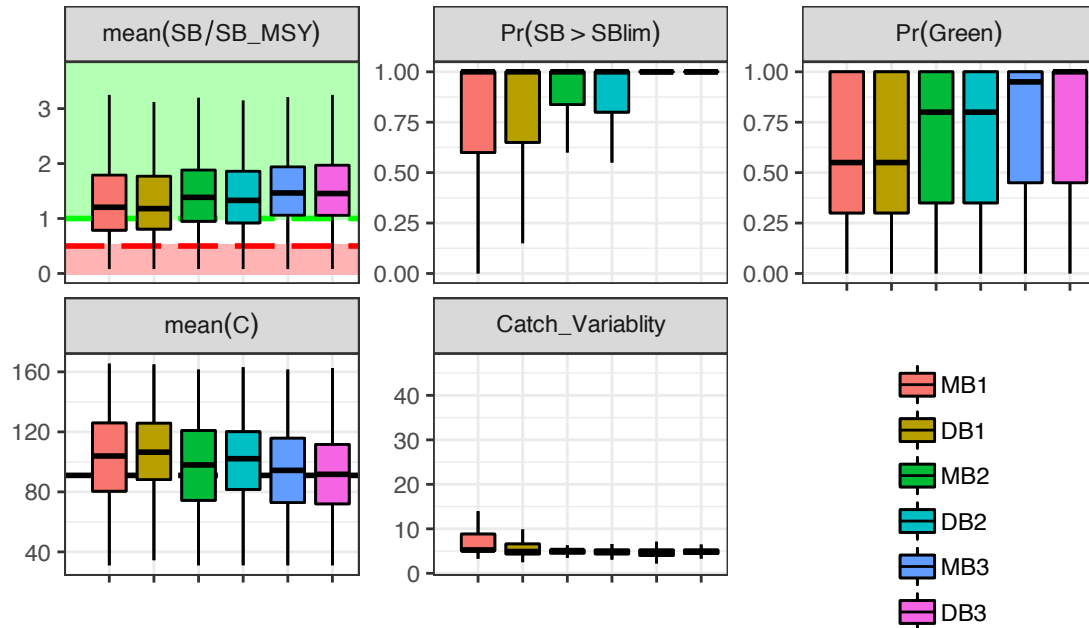 mean(SB/SB_MSY)
3
2
1
0
Pr(SB > SBlim)
1.00
0.75
0.50
0.25
0.00
Pr(Green)
1.00
0.75
0.50
0.25
0.00
mean(C)
160
120
80
40
Catch_Variablity
40
30
20
10
0
MB1
DB1
MB2
DB2
MB3
DB3